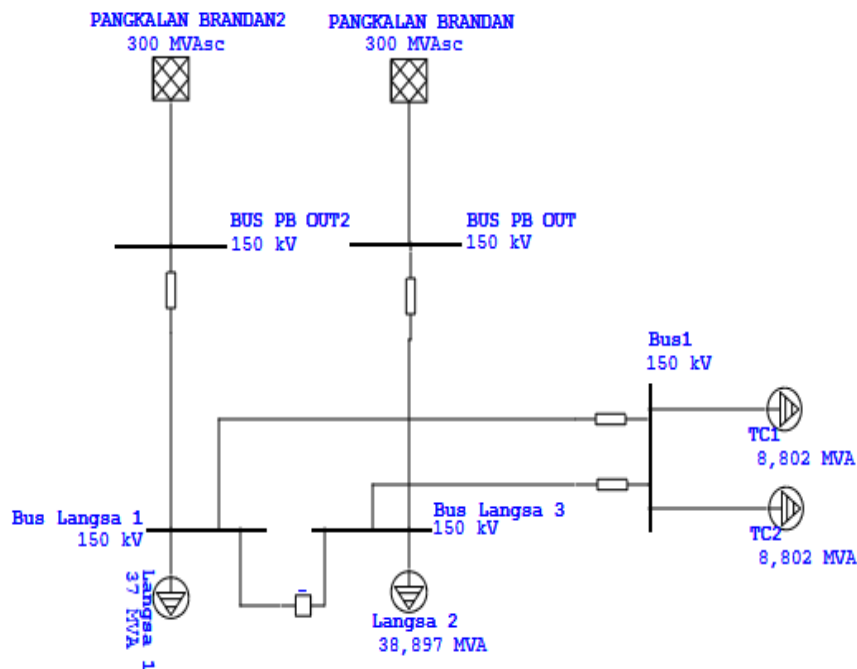 PANGKALAN BRANDAN2
300 MVAsc
PANGKALAN BRANDAN
300 MVAsc
BUS PB OUT2
150 kV
BUS PB OUT
150 kV
Bus1
150 kV
TC1
8,802 MVA
Bus Langsa 1
150 kV
Bus Langsa 3
150 kV
TC2
8,802 MVA
Langsa 1
37 MVA
Langsa 2
38,897 MVA